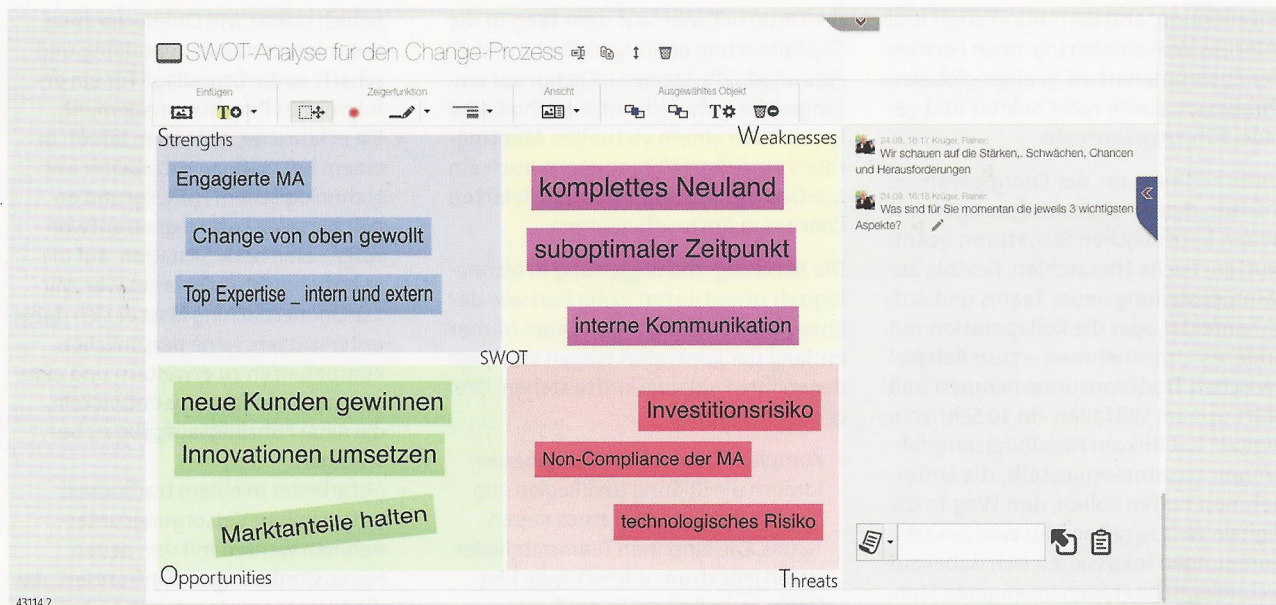 SWOT-Analyse für den Change-Prozess
Einfügen Zeigerfunktion Ansicht Ausgewähltes Objekt
Strengths
Weaknesses
Engagierte MA
Change von oben gewollt
Top Expertise _ intern und extern
komplettes Neuland
suboptimaler Zeitpunkt
interne Kommunikation
SWOT
neue Kunden gewinnen
Innovationen umsetzen
Marktanteile halten
Investitionsrisiko
Non-Compliance der MA
technologisches Risiko
Opportunities
Threats
24.09. 16:17 Krüger, Rainer:
Wir schauen auf die Stärken,. Schwächen, Chancen
und Herausforderungen
24.09. 16:18 Krüger, Rainer:
Was sind für Sie momentan die jeweils 3 wichtigsten
Aspekte?
43114.2